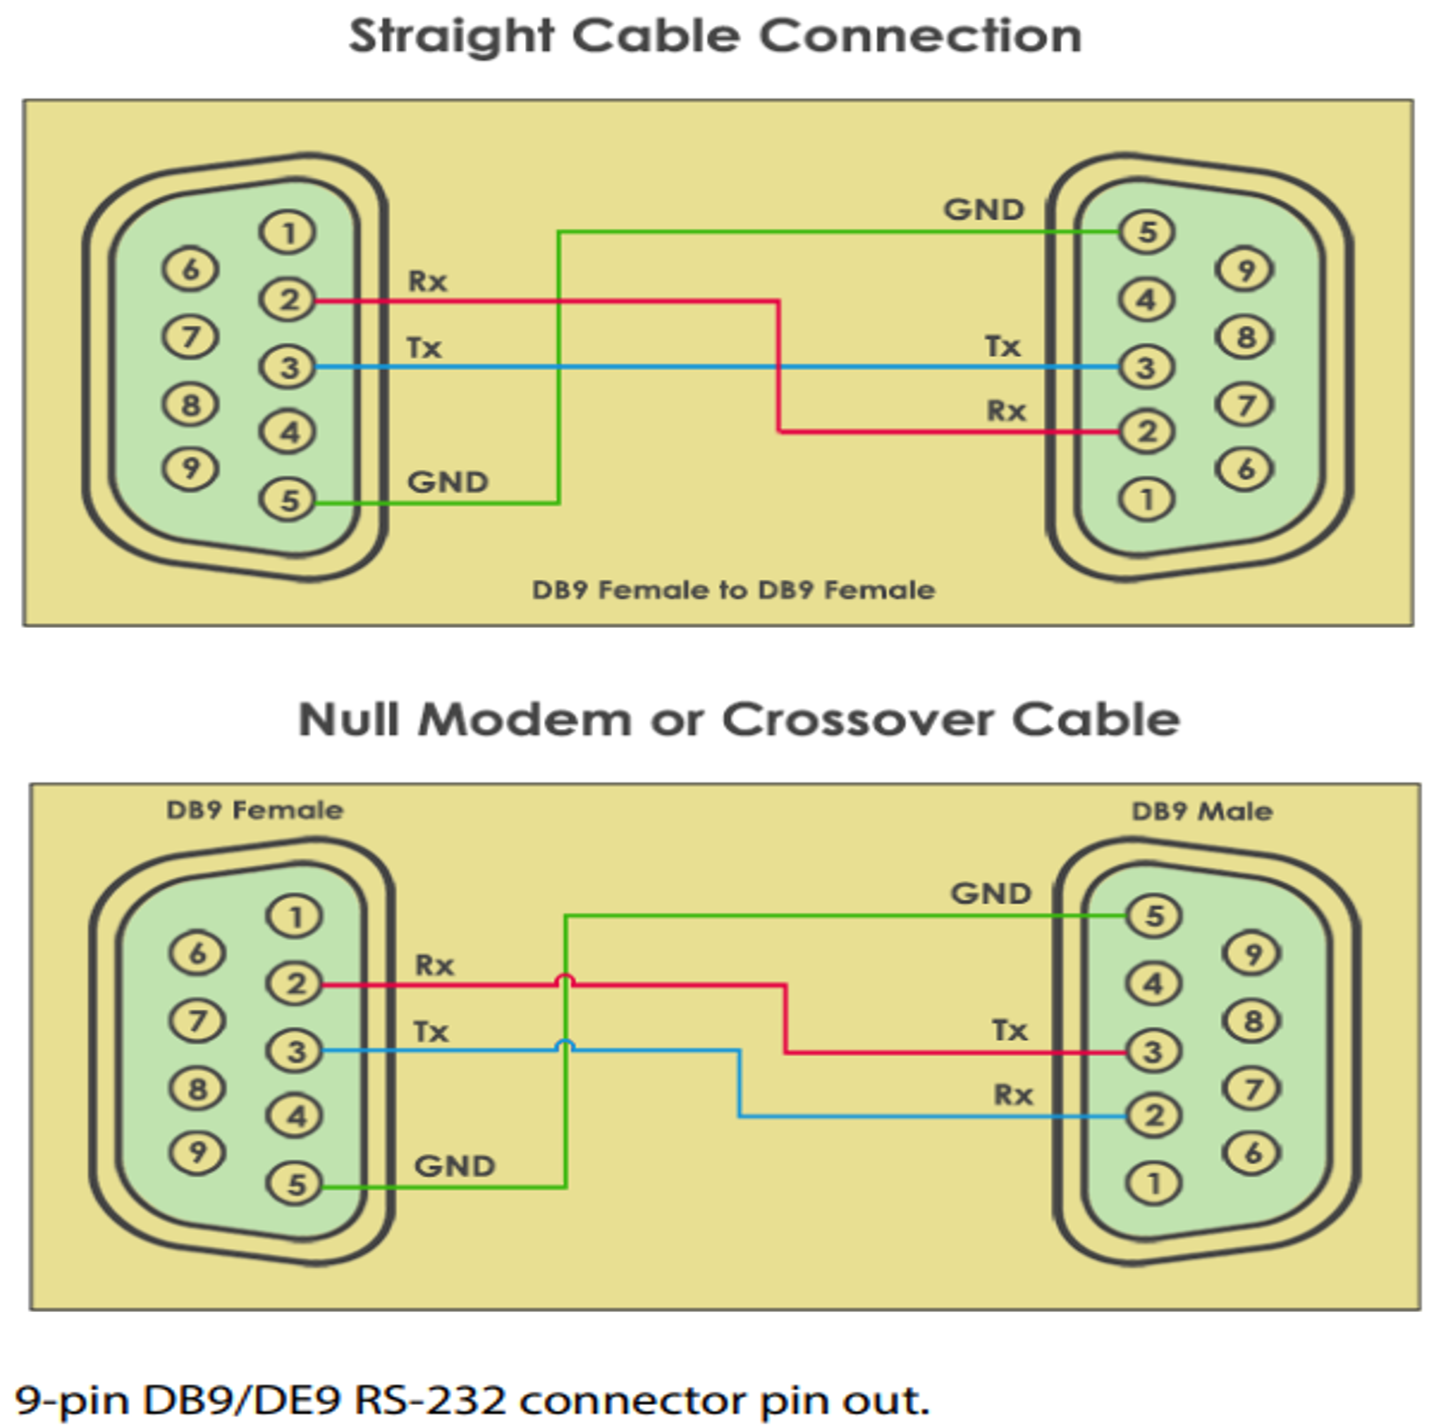 Straight Cable Connection
GND
1 5
6 9
Rx
2 4
7 8
Tx Tx
3 3
Rx
8 7
4 2
9 6
GND
5 1
DB9 Female to DB9 Female
Null Modem or Crossover Cable
DB9 Female DB9 Male
GND
1 5
6 9
Rx
2 4
7 8
Tx Tx
3 3
Rx
8 7
4 2
9 6
GND
5 1
9-pin DB9/DE9 RS-232 connector pin out.